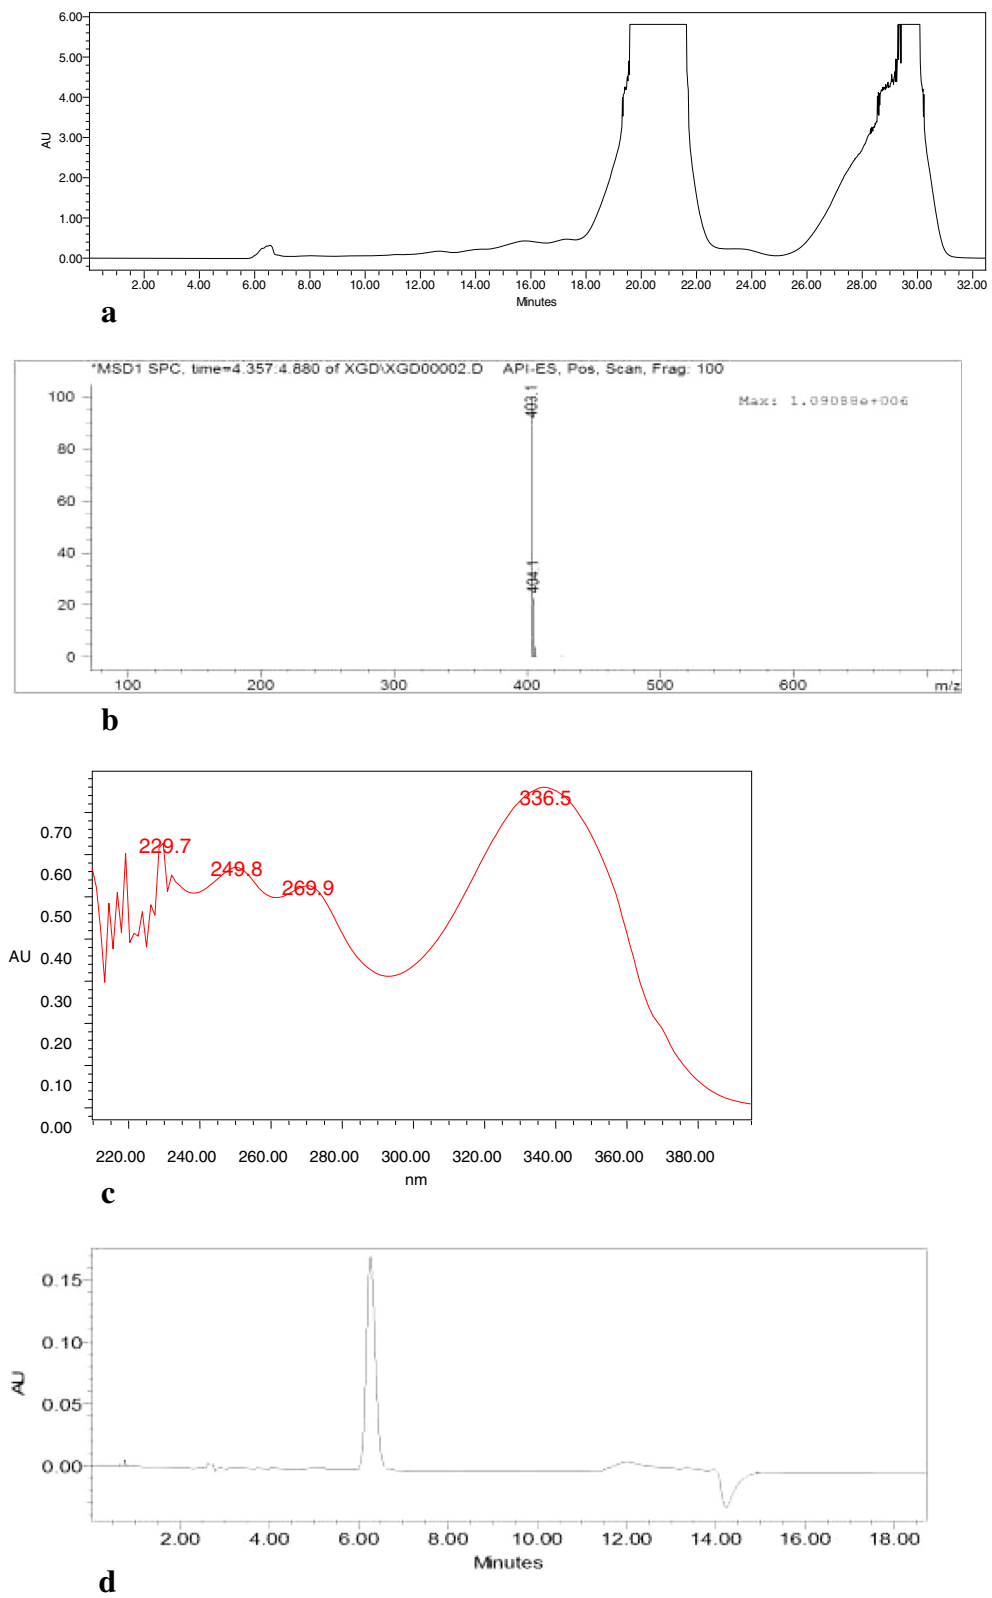 6.00
5.00
4.00
3.00
2.00
1.00
0.00
AU
2.00 4.00 6.00 8.00 10.00 12.00 14.00 16.00 18.00 20.00 22.00 24.00 26.00 28.00 30.00 32.00
Minutes
a
*MSD1 SPC, time=4.357:4.880 of XGD\XGD00002.D API-ES, Pos, Scan, Frag: 100
Max: 1.09088e+006
403.1
404.1
100
80
60
40
20
0
100 200 300 400 500 600 m/z
b
336.5
229.7
249.8
269.9
0.70
0.60
0.50
0.40
0.30
0.20
0.10
0.00
AU
220.00 240.00 260.00 280.00 300.00 320.00 340.00 360.00 380.00
nm
c
0.15
0.10
0.05
0.00
AU
2.00 4.00 6.00 8.00 10.00 12.00 14.00 16.00 18.00
Minutes
d